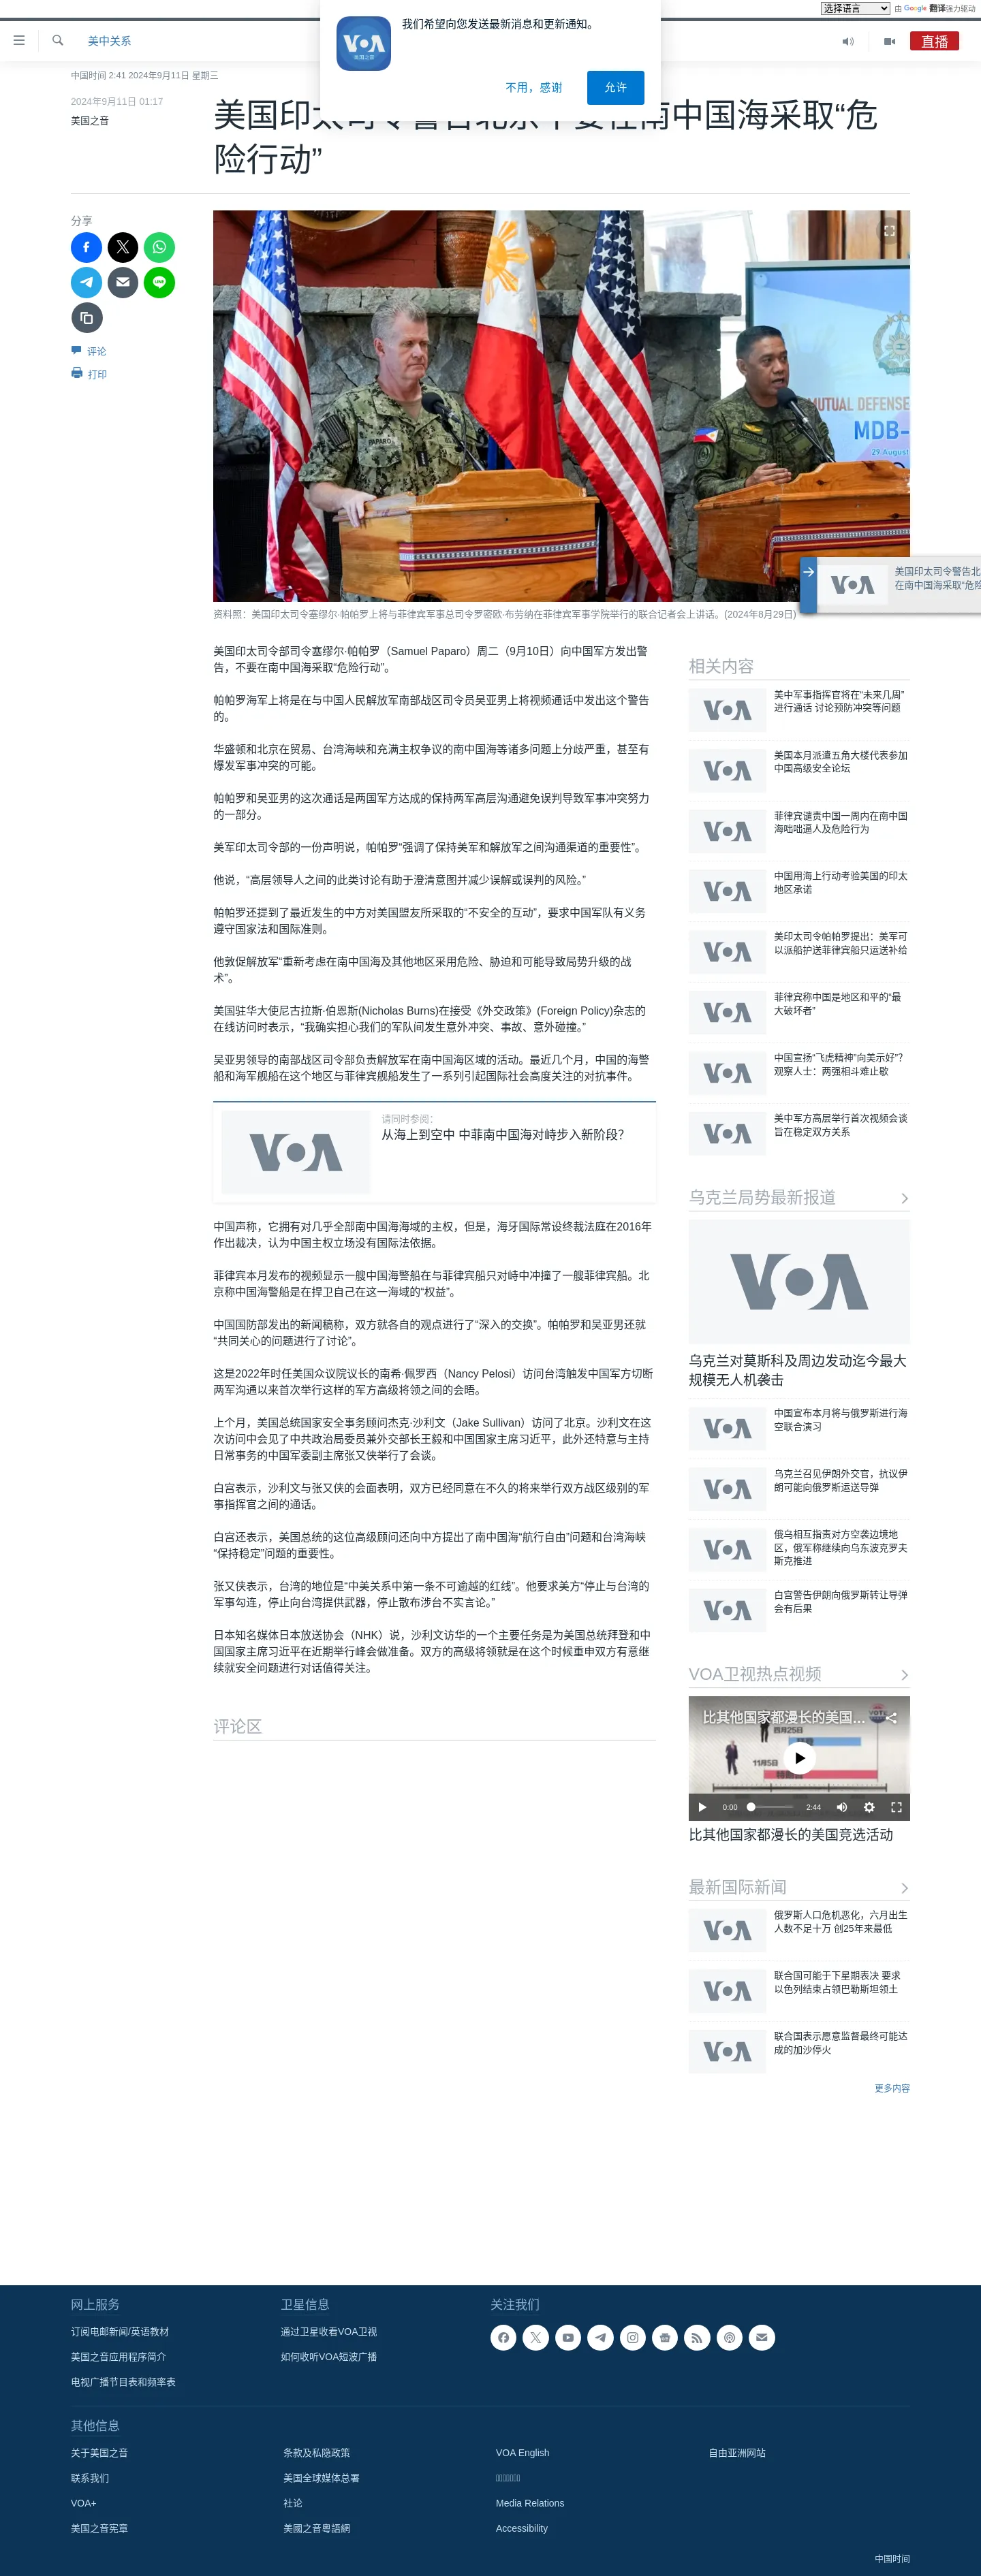 选择语言 由 Google 翻译强力驱动
我们希望向您发送最新消息和更新通知。
不用，感谢
允许
VOA
美国之音
美中关系
直播
中国时间 2:41 2024年9月11日 星期三
2024年9月11日 01:17
美国之音
美国印太司令警告北京不要在南中国海采取“危
险行动”
分享
评论
打印
PAPARO
MUTUAL DEFENSE
MDB-
29 August
资料照：美国印太司令塞缪尔·帕帕罗上将与菲律宾军事总司令罗密欧·布劳纳在菲律宾军事学院举行的联合记者会上讲话。(2024年8月29日)
美国印太司令警告北
在南中国海采取“危险
美国印太司令部司令塞缪尔·帕帕罗（Samuel Paparo）周二（9月10日）向中国军方发出警
告，不要在南中国海采取“危险行动”。
帕帕罗海军上将是在与中国人民解放军南部战区司令员吴亚男上将视频通话中发出这个警告
的。
华盛顿和北京在贸易、台湾海峡和充满主权争议的南中国海等诸多问题上分歧严重，甚至有
爆发军事冲突的可能。
帕帕罗和吴亚男的这次通话是两国军方达成的保持两军高层沟通避免误判导致军事冲突努力
的一部分。
美军印太司令部的一份声明说，帕帕罗“强调了保持美军和解放军之间沟通渠道的重要性”。
他说，“高层领导人之间的此类讨论有助于澄清意图并减少误解或误判的风险。”
帕帕罗还提到了最近发生的中方对美国盟友所采取的“不安全的互动”，要求中国军队有义务
遵守国家法和国际准则。
他敦促解放军“重新考虑在南中国海及其他地区采用危险、胁迫和可能导致局势升级的战
术”。
美国驻华大使尼古拉斯·伯恩斯(Nicholas Burns)在接受《外交政策》(Foreign Policy)杂志的
在线访问时表示，“我确实担心我们的军队间发生意外冲突、事故、意外碰撞。”
吴亚男领导的南部战区司令部负责解放军在南中国海区域的活动。最近几个月，中国的海警
船和海军舰船在这个地区与菲律宾舰船发生了一系列引起国际社会高度关注的对抗事件。
请同时参阅：
从海上到空中 中菲南中国海对峙步入新阶段？
中国声称，它拥有对几乎全部南中国海海域的主权，但是，海牙国际常设终裁法庭在2016年
作出裁决，认为中国主权立场没有国际法依据。
菲律宾本月发布的视频显示一艘中国海警船在与菲律宾船只对峙中冲撞了一艘菲律宾船。北
京称中国海警船是在捍卫自己在这一海域的“权益”。
中国国防部发出的新闻稿称，双方就各自的观点进行了“深入的交换”。帕帕罗和吴亚男还就
“共同关心的问题进行了讨论”。
这是2022年时任美国众议院议长的南希·佩罗西（Nancy Pelosi）访问台湾触发中国军方切断
两军沟通以来首次举行这样的军方高级将领之间的会晤。
上个月，美国总统国家安全事务顾问杰克·沙利文（Jake Sullivan）访问了北京。沙利文在这
次访问中会见了中共政治局委员兼外交部长王毅和中国国家主席习近平，此外还特意与主持
日常事务的中国军委副主席张又侠举行了会谈。
白宫表示，沙利文与张又侠的会面表明，双方已经同意在不久的将来举行双方战区级别的军
事指挥官之间的通话。
白宫还表示，美国总统的这位高级顾问还向中方提出了南中国海“航行自由”问题和台湾海峡
“保持稳定”问题的重要性。
张又侠表示，台湾的地位是“中美关系中第一条不可逾越的红线”。他要求美方“停止与台湾的
军事勾连，停止向台湾提供武器，停止散布涉台不实言论。”
日本知名媒体日本放送协会（NHK）说，沙利文访华的一个主要任务是为美国总统拜登和中
国国家主席习近平在近期举行峰会做准备。双方的高级将领就是在这个时候重申双方有意继
续就安全问题进行对话值得关注。
评论区
相关内容
美中军事指挥官将在“未来几周”
进行通话 讨论预防冲突等问题
美国本月派遣五角大楼代表参加
中国高级安全论坛
菲律宾谴责中国一周内在南中国
海咄咄逼人及危险行为
中国用海上行动考验美国的印太
地区承诺
美印太司令帕帕罗提出：美军可
以派船护送菲律宾船只运送补给
菲律宾称中国是地区和平的“最
大破坏者”
中国宣扬“飞虎精神”向美示好”？
观察人士：两强相斗难止歇
美中军方高层举行首次视频会谈
旨在稳定双方关系
乌克兰局势最新报道
乌克兰对莫斯科及周边发动迄今最大
规模无人机袭击
中国宣布本月将与俄罗斯进行海
空联合演习
乌克兰召见伊朗外交官，抗议伊
朗可能向俄罗斯运送导弹
俄乌相互指责对方空袭边境地
区，俄军称继续向乌东波克罗夫
斯克推进
白宫警告伊朗向俄罗斯转让导弹
会有后果
VOA卫视热点视频
比其他国家都漫长的美国...
VOTE
四月25日
11月5日
0:00
2:44
比其他国家都漫长的美国竞选活动
最新国际新闻
俄罗斯人口危机恶化，六月出生
人数不足十万 创25年来最低
联合国可能于下星期表决 要求
以色列结束占领巴勒斯坦领土
联合国表示愿意监督最终可能达
成的加沙停火
更多内容
网上服务
订阅电邮新闻/英语教材
美国之音应用程序简介
电视广播节目表和频率表
卫星信息
通过卫星收看VOA卫视
如何收听VOA短波广播
关注我们
其他信息
关于美国之音
联系我们
VOA+
美国之音宪章
条款及私隐政策
美国全球媒体总署
社论
美國之音粵語網
VOA English
Media Relations
Accessibility
自由亚洲网站
中国时间